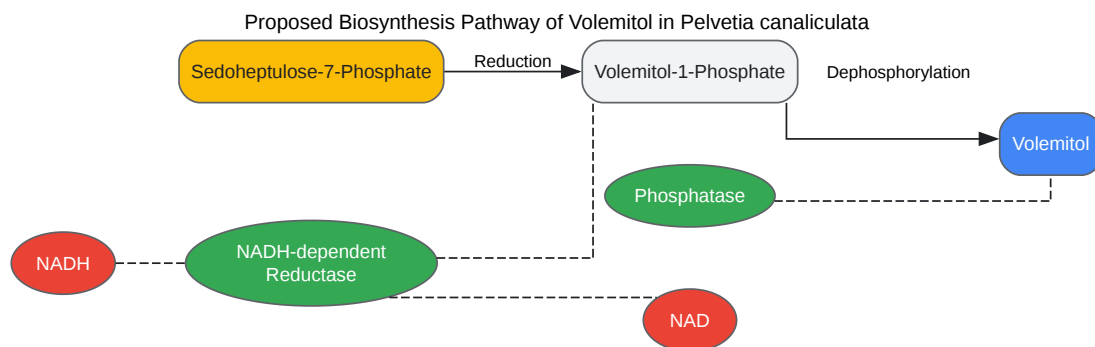 Proposed Biosynthesis Pathway of Volemitol in Pelvetia canaliculata
Sedoheptulose-7-Phosphate
Reduction
Volemitol-1-Phosphate
Dephosphorylation
Volemitol
Phosphatase
NADH
NADH-dependent
Reductase
NAD